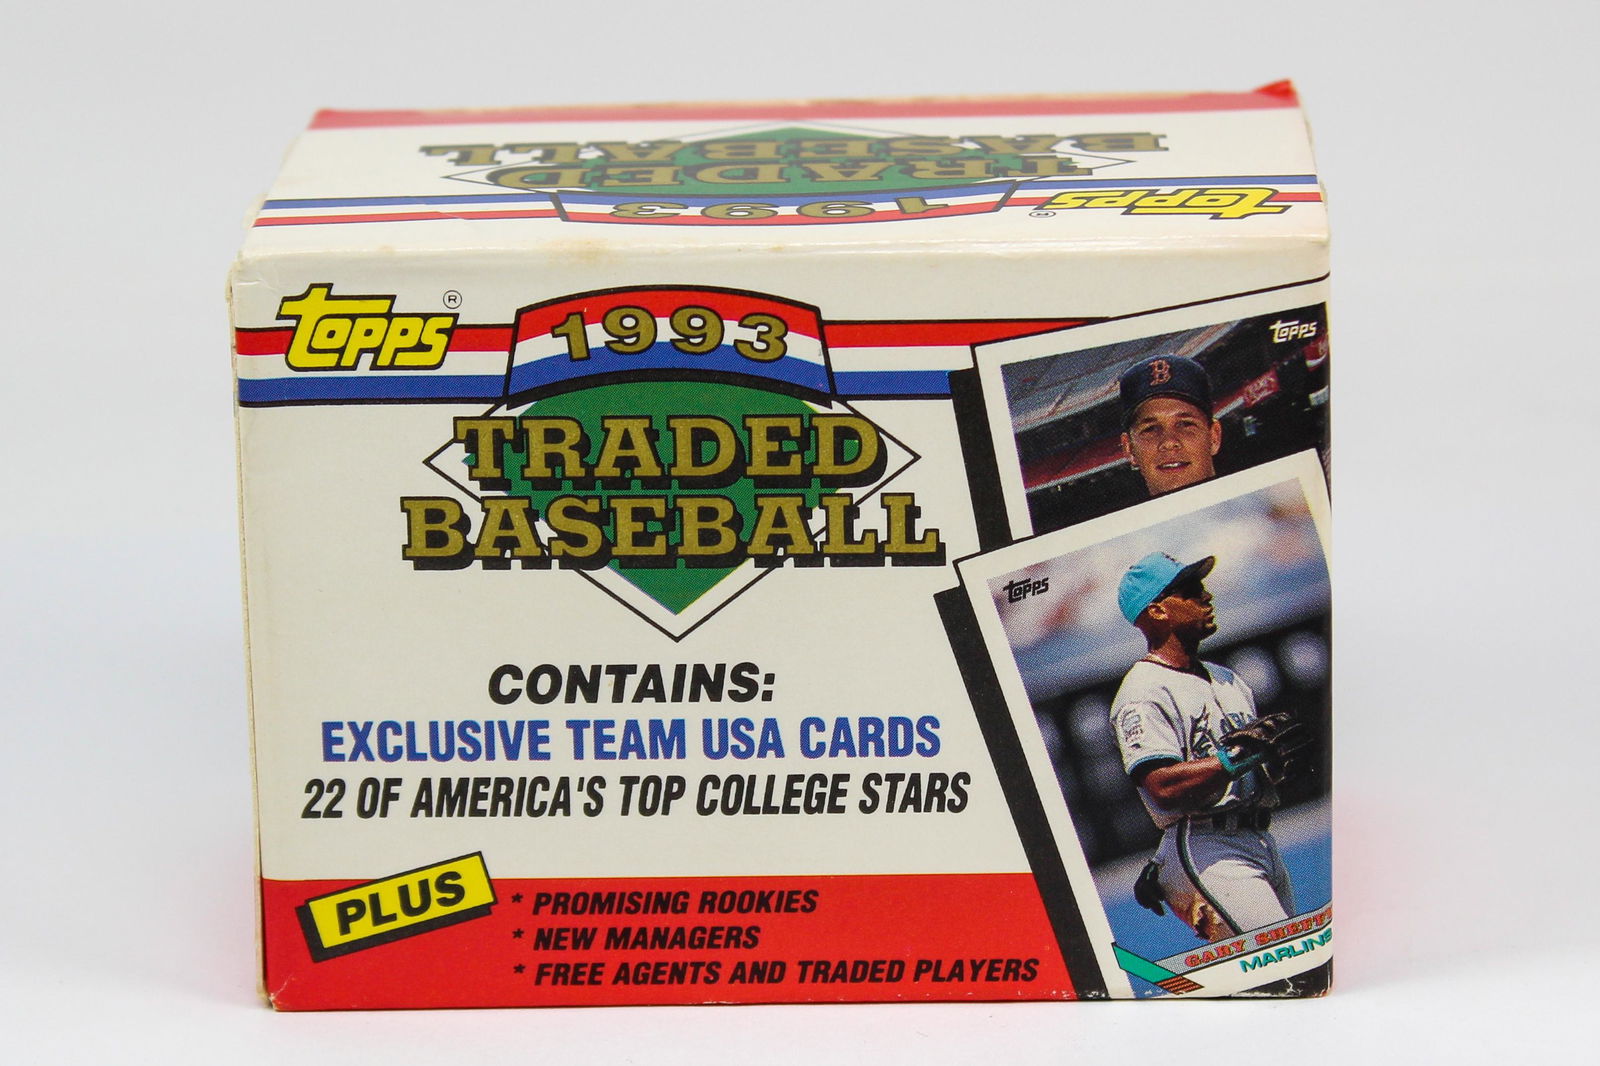 BASEBALL
TRADED
1993
Topps ®
Topps ®
1993
TRADED
BASEBALL
CONTAINS:
EXCLUSIVE TEAM USA CARDS
22 OF AMERICA'S TOP COLLEGE STARS
PLUS
* PROMISING ROOKIES
* NEW MANAGERS
* FREE AGENTS AND TRADED PLAYERS
Topps
B
Topps
GARY
MARLINS